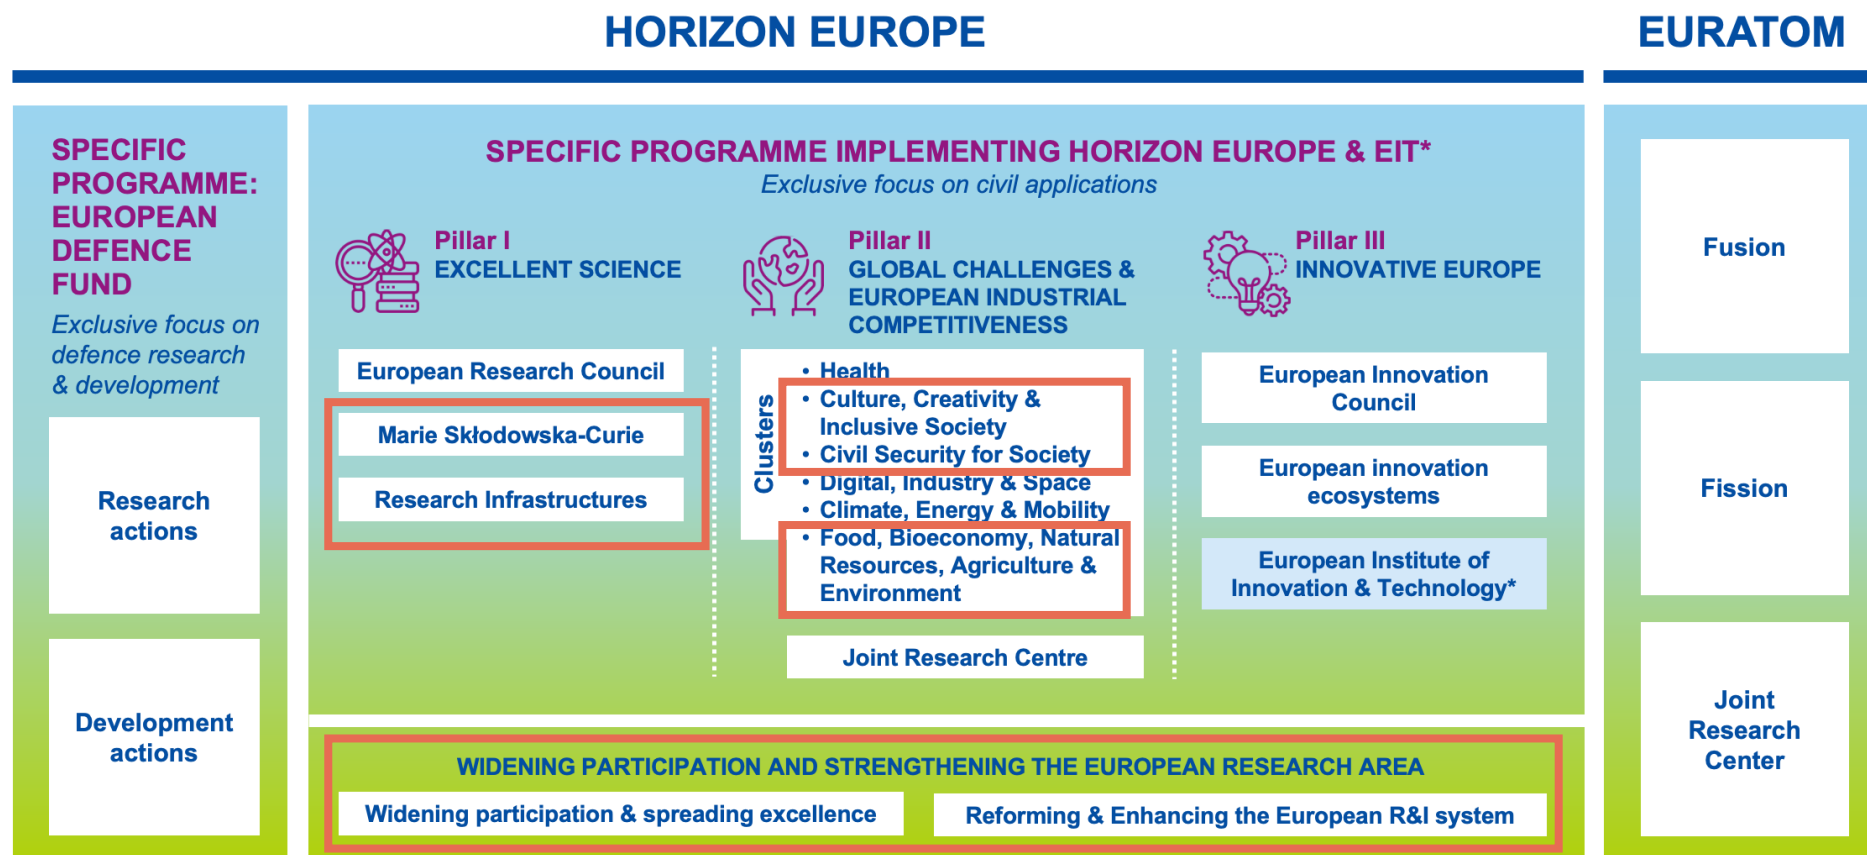 HORIZON EUROPE
EURATOM
SPECIFIC
PROGRAMME:
EUROPEAN
DEFENCE
FUND
Exclusive focus on
defence research
& development
Research
actions
Development
actions
SPECIFIC PROGRAMME IMPLEMENTING HORIZON EUROPE & EIT*
Exclusive focus on civil applications
Pillar I
EXCELLENT SCIENCE
European Research Council
Marie Skłodowska-Curie
Research Infrastructures
Pillar II
GLOBAL CHALLENGES &
EUROPEAN INDUSTRIAL
COMPETITIVENESS
Clusters
• Health
• Culture, Creativity &
Inclusive Society
• Civil Security for Society
• Digital, Industry & Space
• Climate, Energy & Mobility
• Food, Bioeconomy, Natural
Resources, Agriculture &
Environment
Joint Research Centre
Pillar III
INNOVATIVE EUROPE
European Innovation
Council
European innovation
ecosystems
European Institute of
Innovation & Technology*
WIDENING PARTICIPATION AND STRENGTHENING THE EUROPEAN RESEARCH AREA
Widening participation & spreading excellence
Reforming & Enhancing the European R&I system
Fusion
Fission
Joint
Research
Center